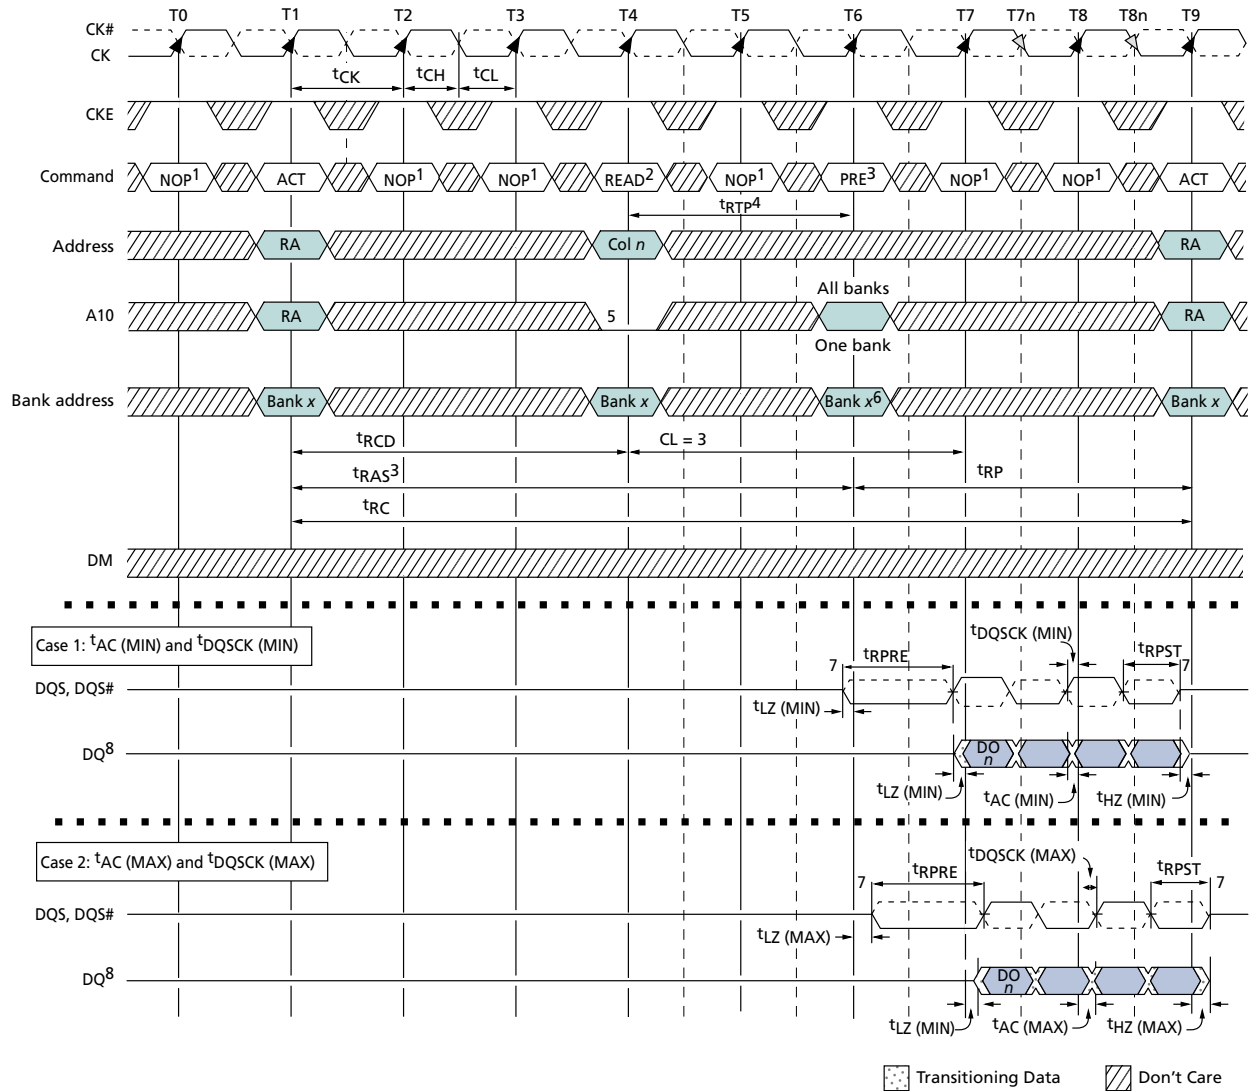 T0 T1 T2 T3 T4 T5 T6 T7 T7n T8 T8n T9
CK#
CK
tCK tCH tCL
CKE
Command NOP1 ACT NOP1 NOP1 READ2 NOP1 PRE3 NOP1 NOP1 ACT
tRTP4
Address RA Col n RA
All banks
A10 RA 5 RA
One bank
Bank address Bank x Bank x Bank x6 Bank x
tRCD CL = 3
tRAS3 tRP
tRC
DM
Case 1: tAC (MIN) and tDQSCK (MIN)
tDQSCK (MIN)
7 tRPRE tRPST 7
DQS, DQS#
tLZ (MIN)
DQ8 DO
n
tLZ (MIN) tAC (MIN) tHZ (MIN)
Case 2: tAC (MAX) and tDQSCK (MAX)
tDQSCK (MAX)
7 tRPRE tRPST 7
DQS, DQS#
tLZ (MAX)
DQ8 DO
n
tLZ (MIN) tAC (MAX) tHZ (MAX)
Transitioning Data Don't Care